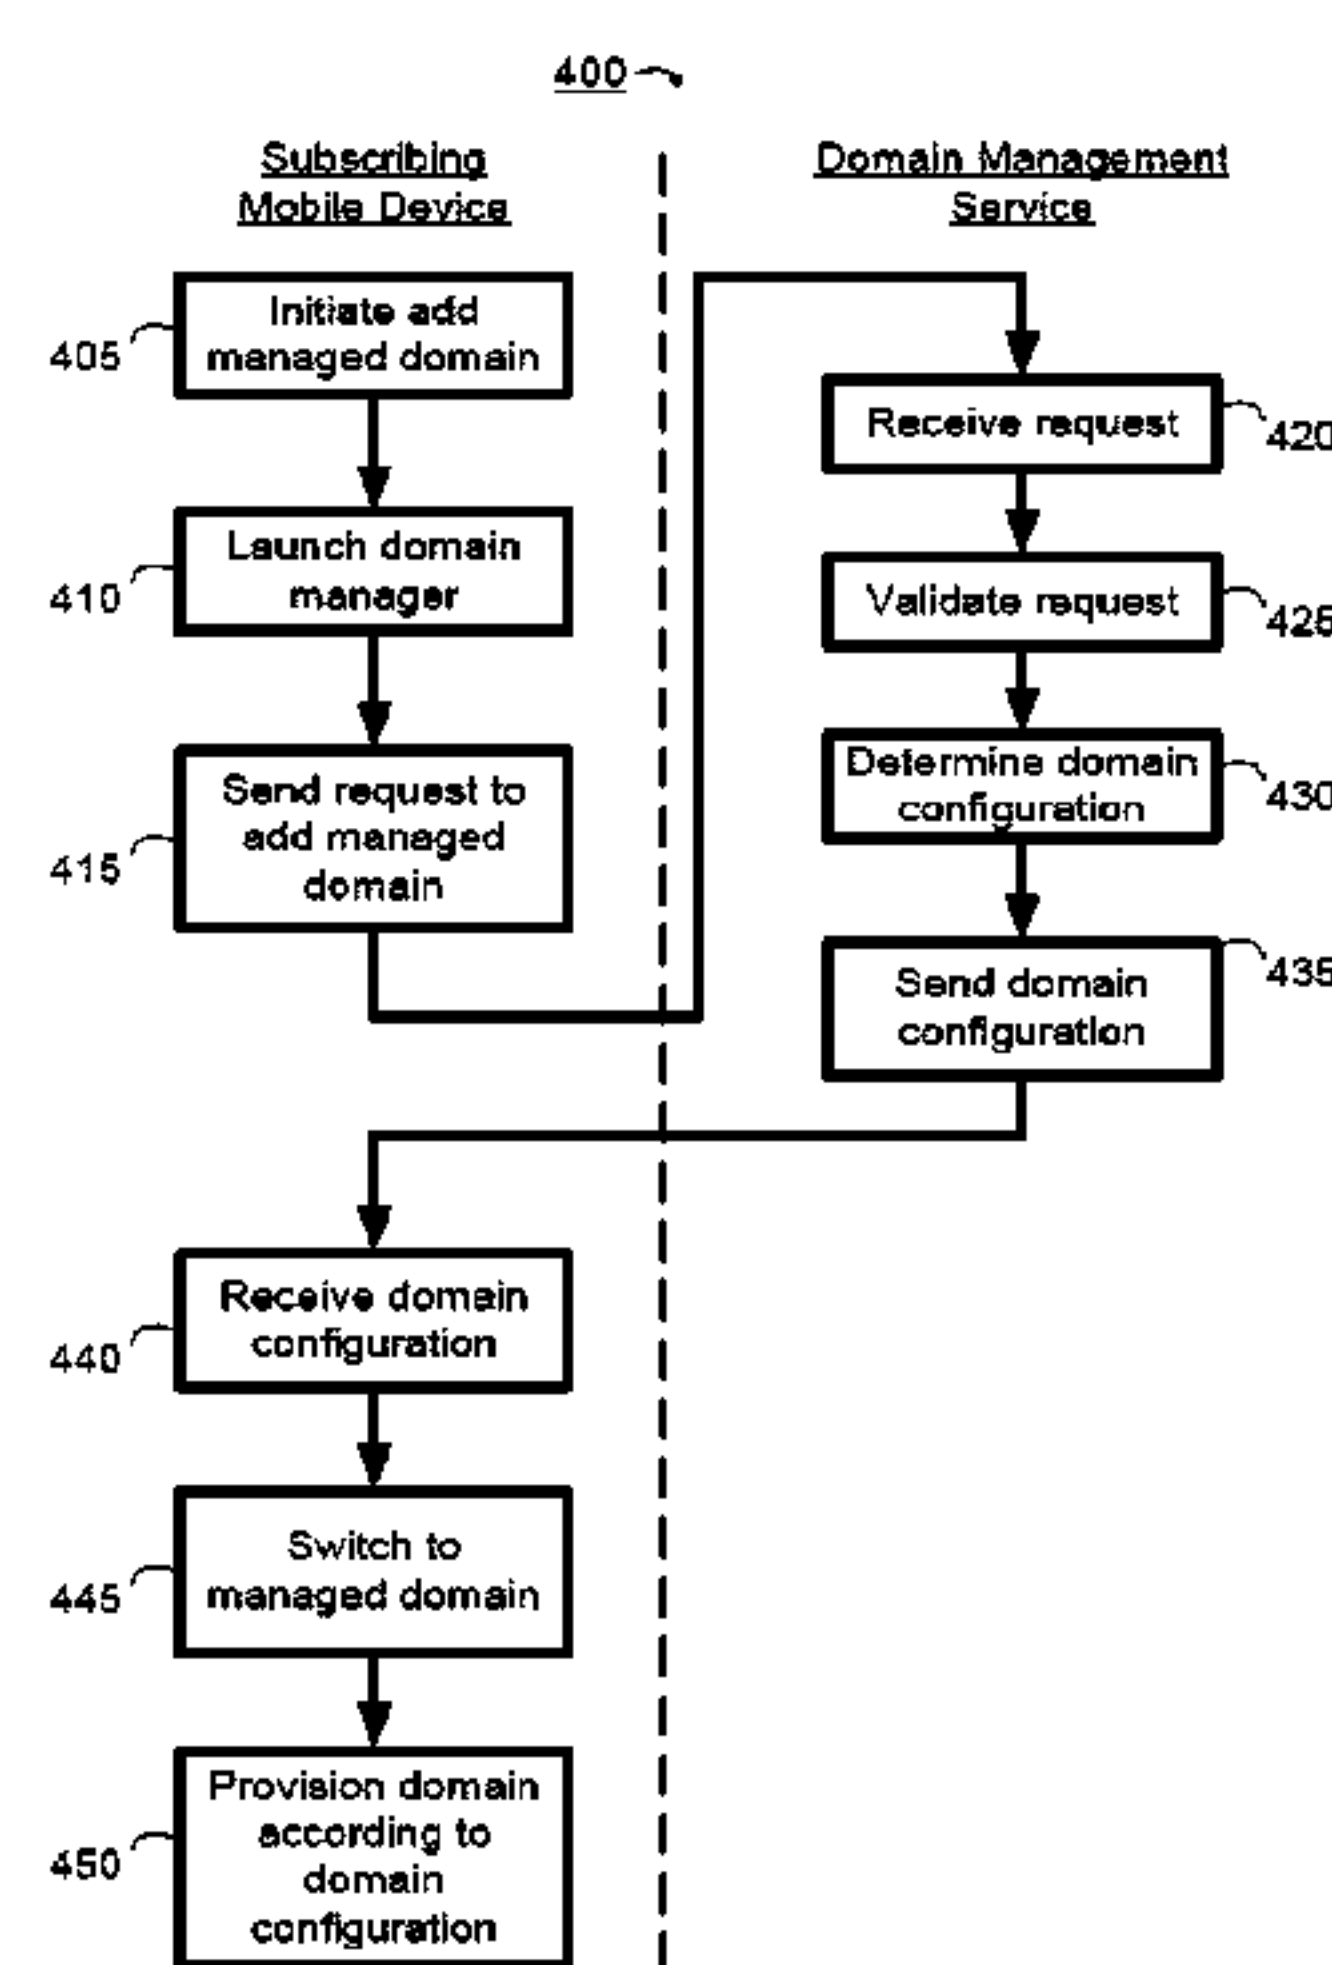 400
Subscribing
Mobile Device
Domain Management
Service
Initiate add
managed domain
405
Launch domain
manager
410
Send request to
add managed
domain
415
Receive request
420
Validate request
425
Determine domain
configuration
430
Send domain
configuration
435
Receive domain
configuration
440
Switch to
managed domain
445
Provision domain
according to
domain
configuration
450